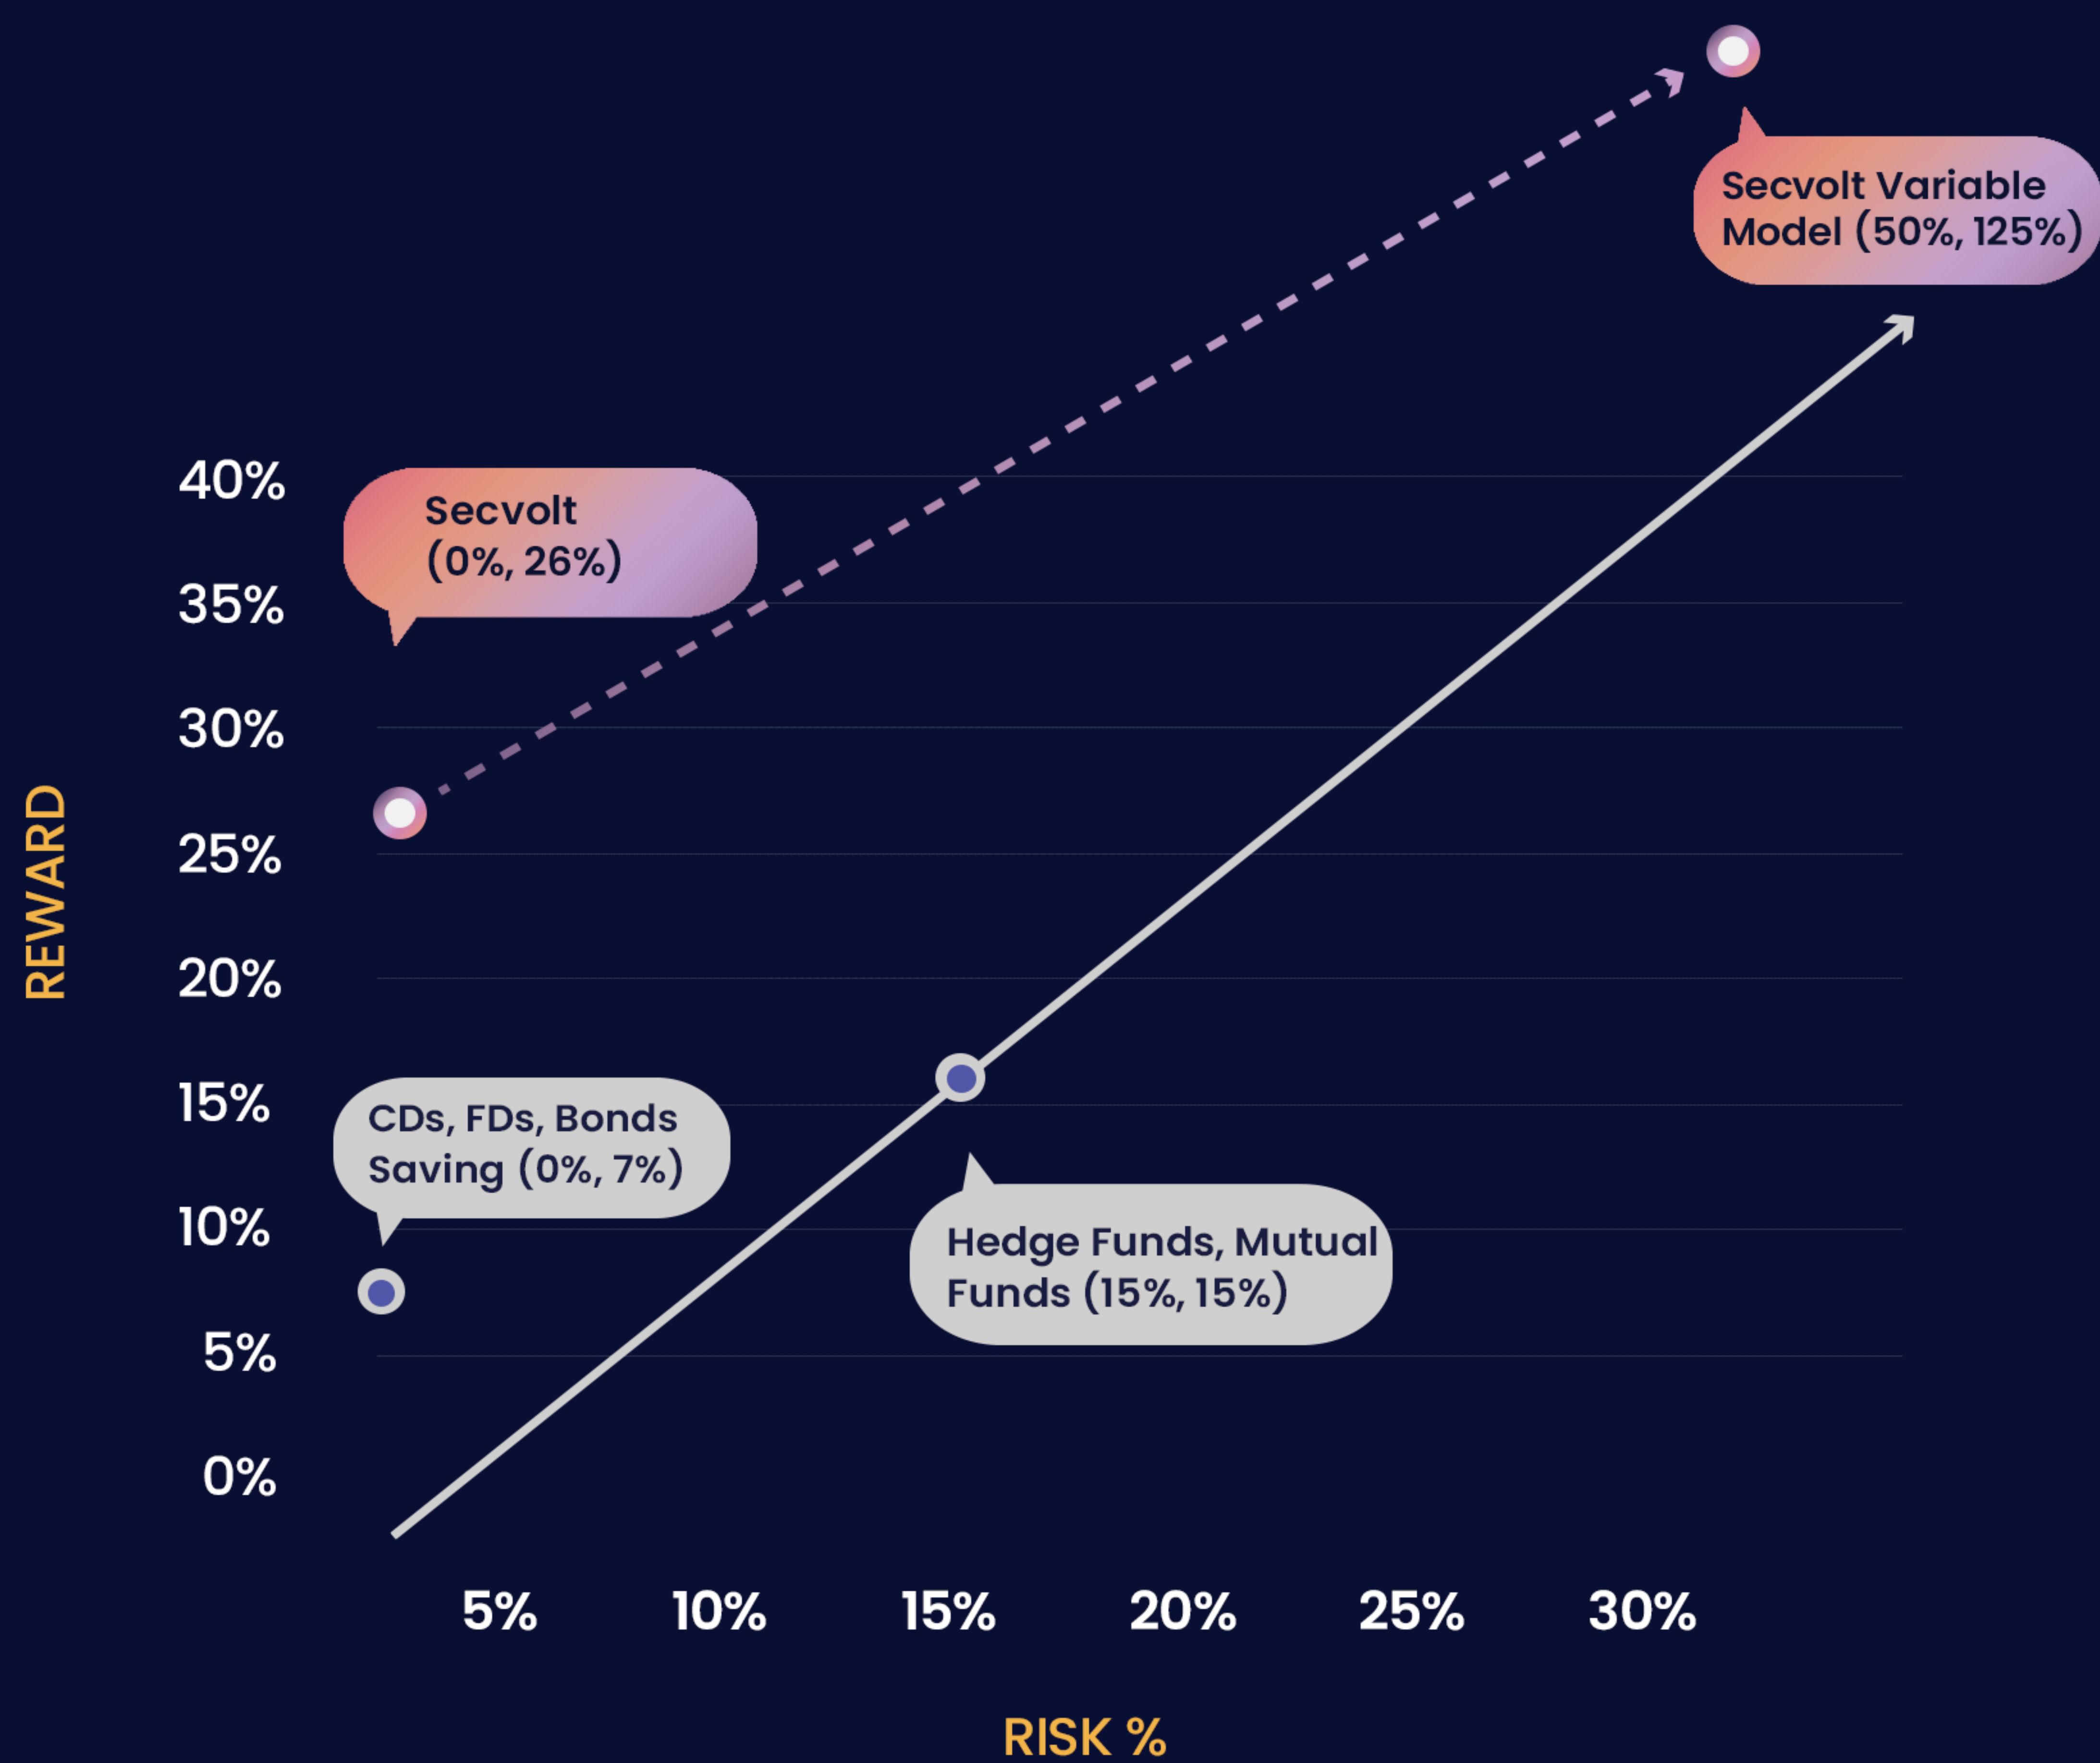 Secvolt Variable
Model (50%, 125%)
40%
Secvolt
(0%, 26%)
35%
30%
25%
20%
15%
10%
5%
0%
REWARD
CDs, FDs, Bonds
Saving (0%, 7%)
Hedge Funds, Mutual
Funds (15%, 15%)
5% 10% 15% 20% 25% 30%
RISK %